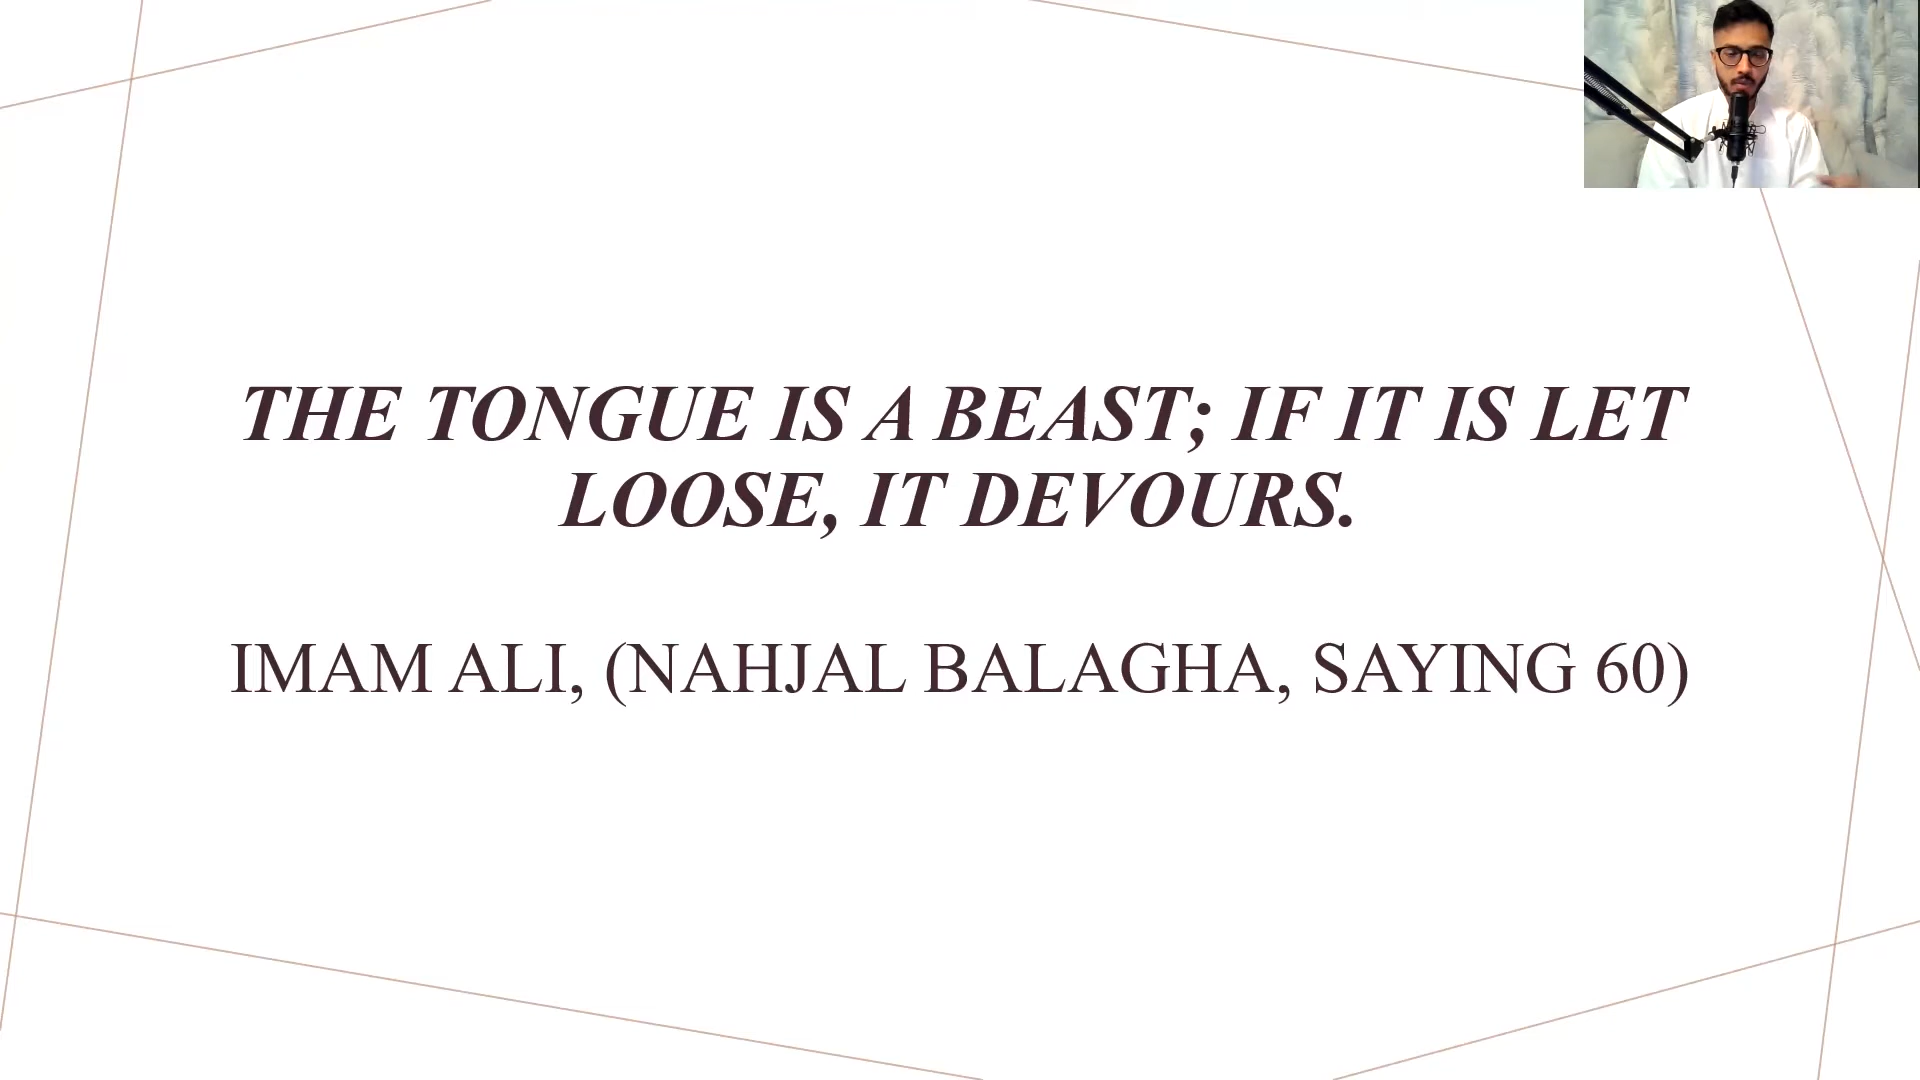 THE TONGUE IS A BEAST; IF IT IS LET
LOOSE, IT DEVOURS.
IMAM ALI, (NAHJAL BALAGHA, SAYING 60)